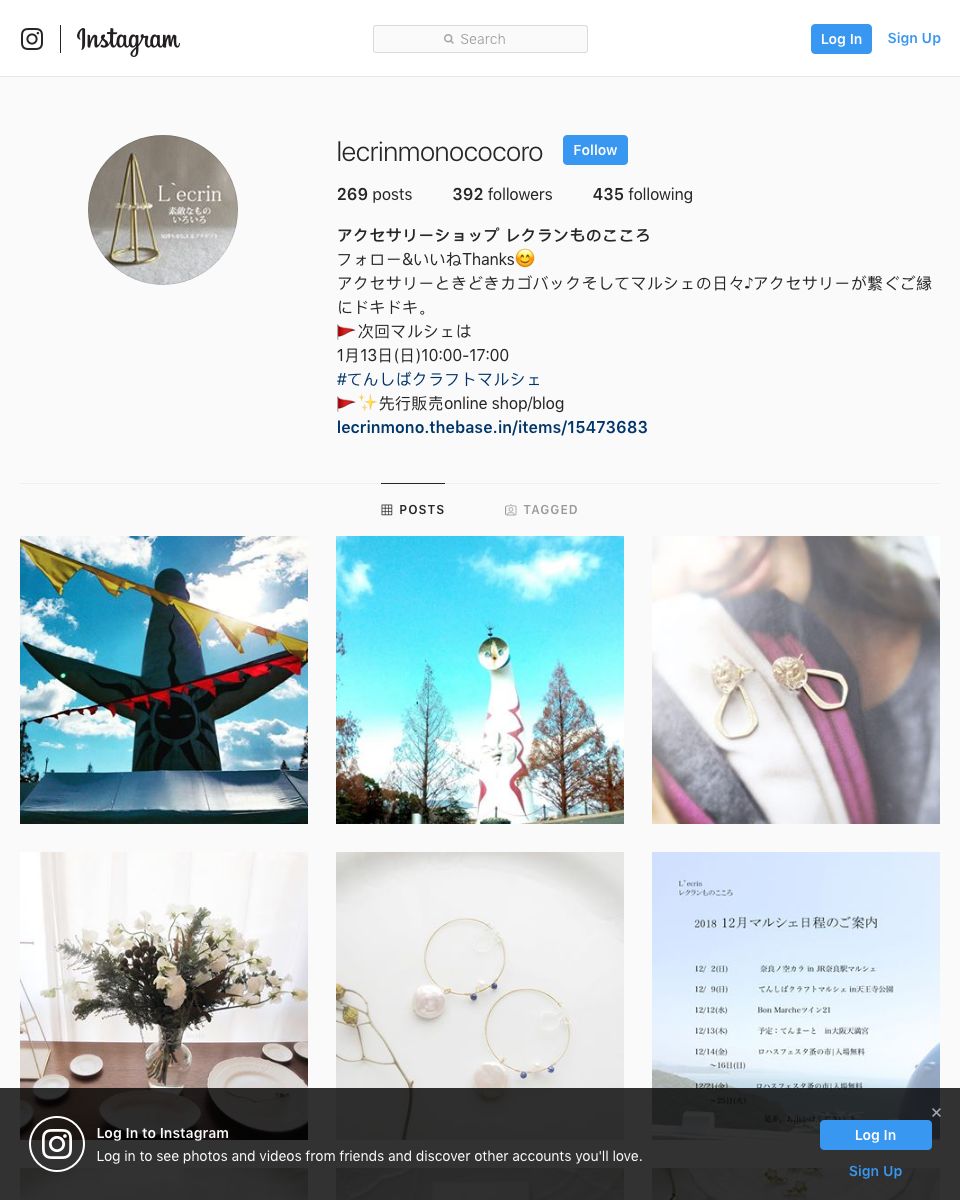 Instagram
Search
Log In
Sign Up
L`ecrin
素敵なもの
いろいろ
lecrinmonococoro
Follow
269 posts
392 followers
435 following
アクセサリーショップ レクランものこころ
フォロー&いいねThanks😊
アクセサリーときどきカゴバックそしてマルシェの日々♪アクセサリーが繋ぐご縁
にドキドキ。
🚩次回マルシェは
1月13日(日)10:00-17:00
#てんしばクラフトマルシェ
🚩✨先行販売online shop/blog
lecrinmono.thebase.in/items/15473683
POSTS
TAGGED
L`ecrin
レクランものこころ
2018 12月マルシェ日程のご案内
12/ 2(日) 奈良ノ空カラ in JR奈良駅マルシェ
12/ 9(日) てんしばクラフトマルシェ in天王寺公園
12/12(水) Bon Marcheツイン21
12/13(木) 予定：てんまーと in大阪天満宮
12/14(金) ロハスフェスタ蚤の市|入場無料
～16日(日)
12/21(金) ロハスフェスタ蚤の市|入場無料
Log In to Instagram
Log in to see photos and videos from friends and discover other accounts you'll love.
Log In
Sign Up